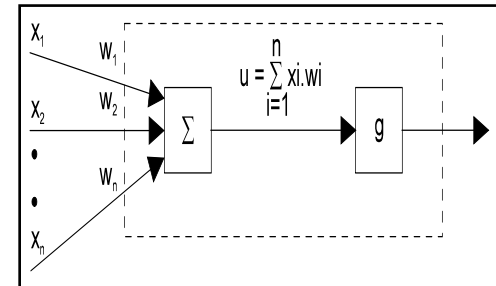 x₁
w₁
n
u = ∑ xi.wi
i=1
x₂
w₂
∑
g
wₙ
xₙ